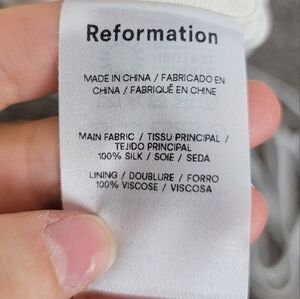 Reformation
MADE IN CHINA / FABRICADO EN
CHINA / FABRIQUÉ EN CHINE
MAIN FABRIC / TISSU PRINCIPAL /
TEJIDO PRINCIPAL
100% SILK / SOIE / SEDA
LINING / DOUBLURE / FORRO
100% VISCOSE / VISCOSA